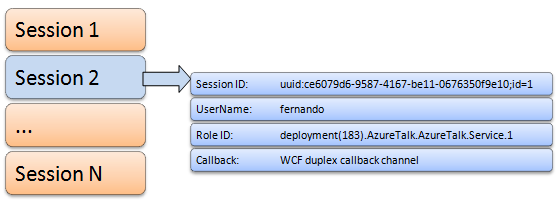 Session 1
Session 2
...
Session N
Session ID: uuid:ce6079d6-9587-4167-be11-0676350f9e10;id=1
UserName: fernando
Role ID: deployment(183).AzureTalk.AzureTalk.Service.1
Callback: WCF duplex callback channel